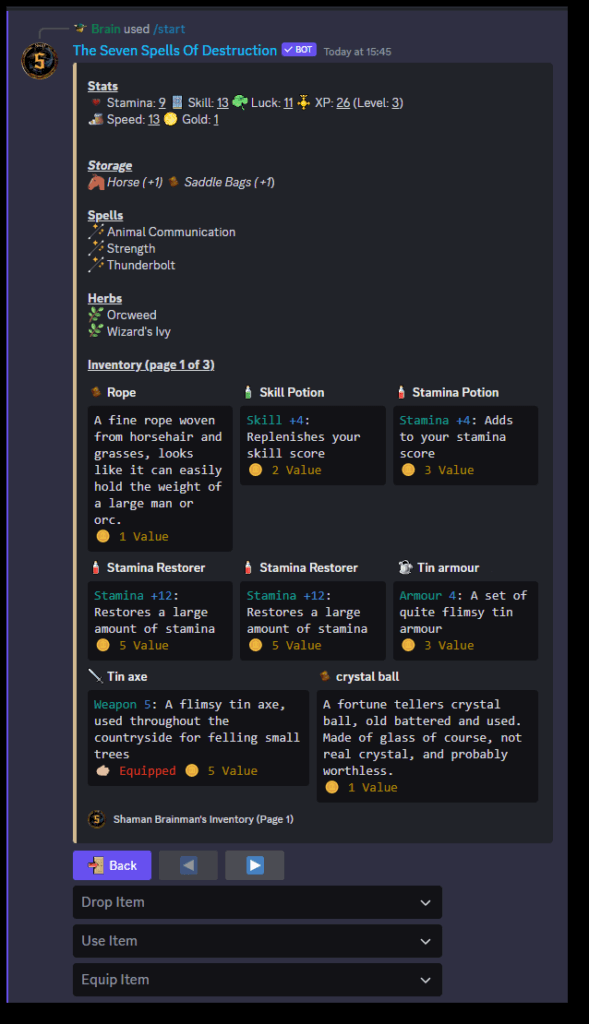 Brain used /start
The Seven Spells Of Destruction ✓ BOT Today at 15:45
Stats
Stamina: 9 Skill: 13 Luck: 11 XP: 26 (Level: 3)
Speed: 13 Gold: 1
Storage
Horse (+1) Saddle Bags (+1)
Spells
Animal Communication
Strength
Thunderbolt
Herbs
Orcweed
Wizard's Ivy
Inventory (page 1 of 3)
Rope
A fine rope woven
from horsehair and
grasses, looks
like it can easily
hold the weight of
a large man or
orc.
1 Value
Skill Potion
Skill +4:
Replenishes your
skill score
2 Value
Stamina Potion
Stamina +4: Adds
to your stamina
score
3 Value
Stamina Restorer
Stamina +12:
Restores a large
amount of stamina
5 Value
Stamina Restorer
Stamina +12:
Restores a large
amount of stamina
5 Value
Tin armour
Armour 4: A set of
quite flimsy tin
armour
3 Value
Tin axe
Weapon 5: A flimsy tin axe,
used throughout the
countryside for felling small
trees
Equipped 5 Value
crystal ball
A fortune tellers crystal
ball, old battered and used.
Made of glass of course, not
real crystal, and probably
worthless.
1 Value
Shaman Brainman's Inventory (Page 1)
Back
Drop Item
Use Item
Equip Item